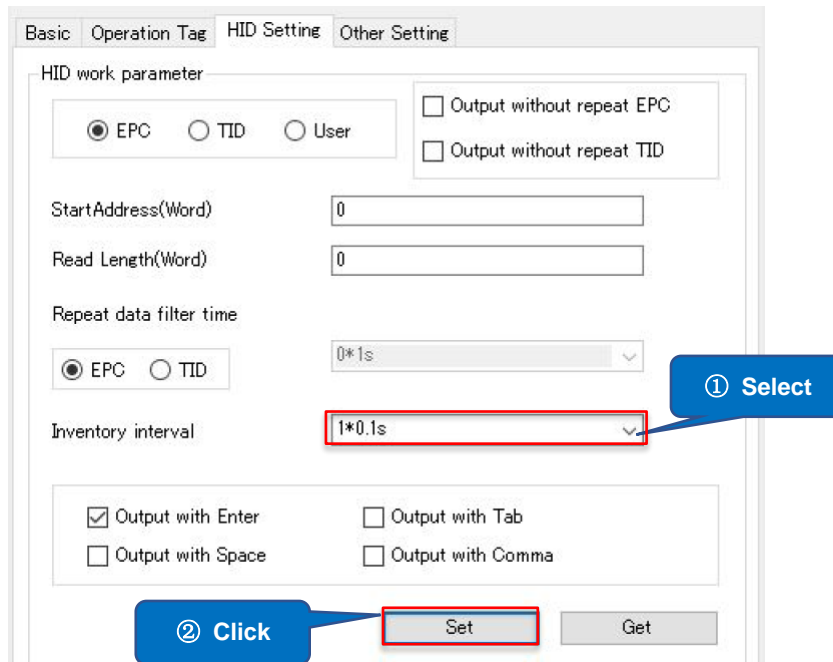 Basic Operation Tag HID Setting Other Setting
HID work parameter
EPC TID User
Output without repeat EPC
Output without repeat TID
StartAddress(Word) 0
Read Length(Word) 0
Repeat data filter time
EPC TID 0*1s
① Select
Inventory interval 1*0.1s
Output with Enter Output with Tab
Output with Space Output with Comma
② Click Set Get